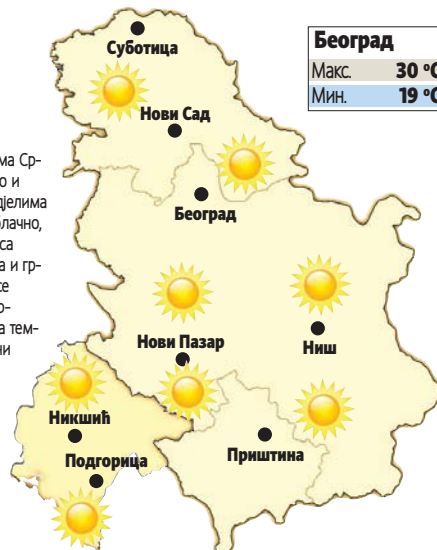 Суботица
Београд
Макс. 30 °C
Мин. 19 °C
Нови Сад
ма Ср-
о и
дјелима
лачно,
са
а и гр-
се
а тем-
ни
Београд
Нови Пазар
Ниш
Никшић
Подгорица
Приштина